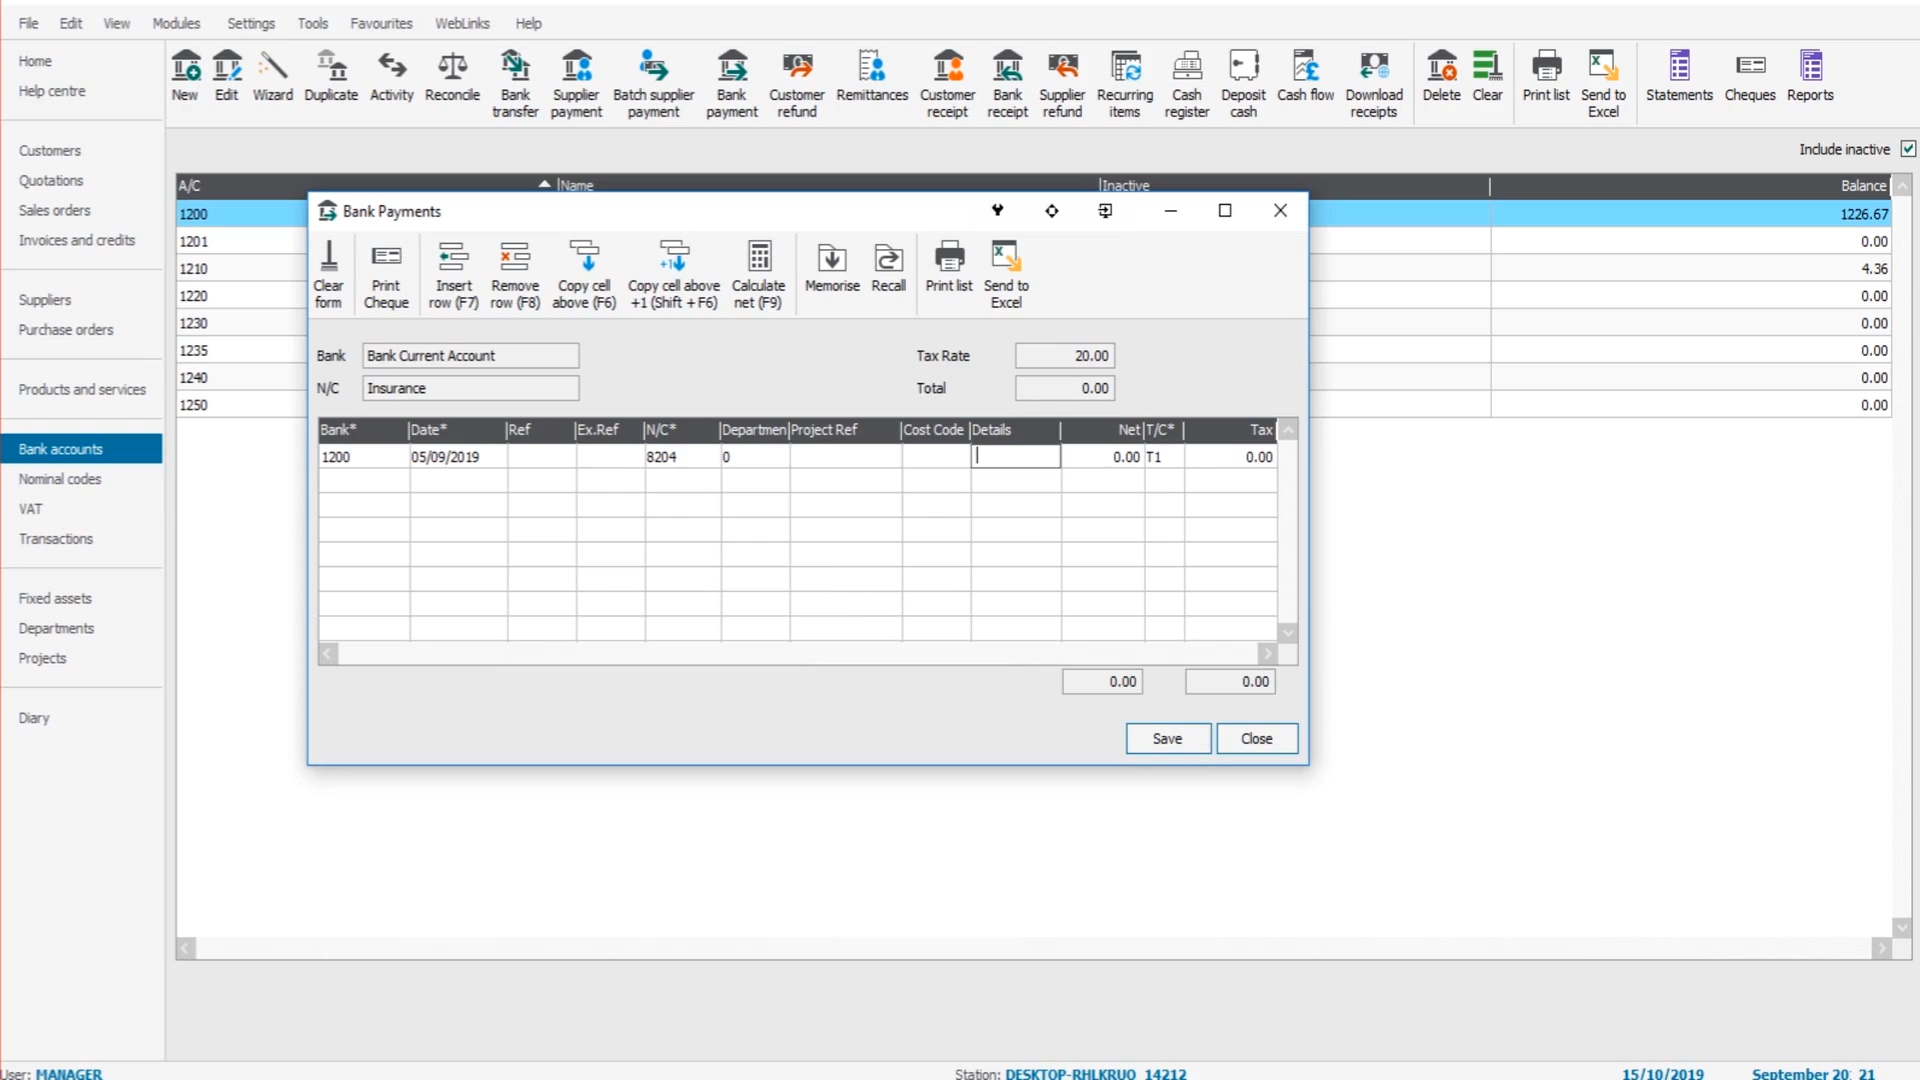 File Edit View Modules Settings Tools Favourites WebLinks Help
Home
Help centre
Customers
Quotations
Sales orders
Invoices and credits
Suppliers
Purchase orders
Products and services
Bank accounts
Nominal codes
VAT
Transactions
Fixed assets
Departments
Projects
Diary
New Edit Wizard Duplicate Activity Reconcile Bank transfer Supplier payment Batch supplier payment Bank payment Customer refund Remittances Customer receipt Bank receipt Supplier refund Recurring items Cash register Deposit cash Cash flow Download receipts Delete Clear Print list Send to Excel Statements Cheques Reports
Include inactive
A/C Name Inactive Balance
1200 1226.67
1201 0.00
1210 4.36
1220 0.00
1230 0.00
1235 0.00
1240 0.00
1250 0.00
Bank Payments
Clear form Print Cheque Insert row (F7) Remove row (F8) Copy cell above (F6) Copy cell above +1 (Shift + F6) Calculate net (F9) Memorise Recall Print list Send to Excel
Bank Bank Current Account Tax Rate 20.00
N/C Insurance Total 0.00
Bank* Date* Ref Ex.Ref N/C* Departmen Project Ref Cost Code Details Net T/C* Tax
1200 05/09/2019 8204 0 0.00 T1 0.00
0.00 0.00
Save Close
User: MANAGER Station: DESKTOP-RHLKRUO_14212 15/10/2019 September 20 21